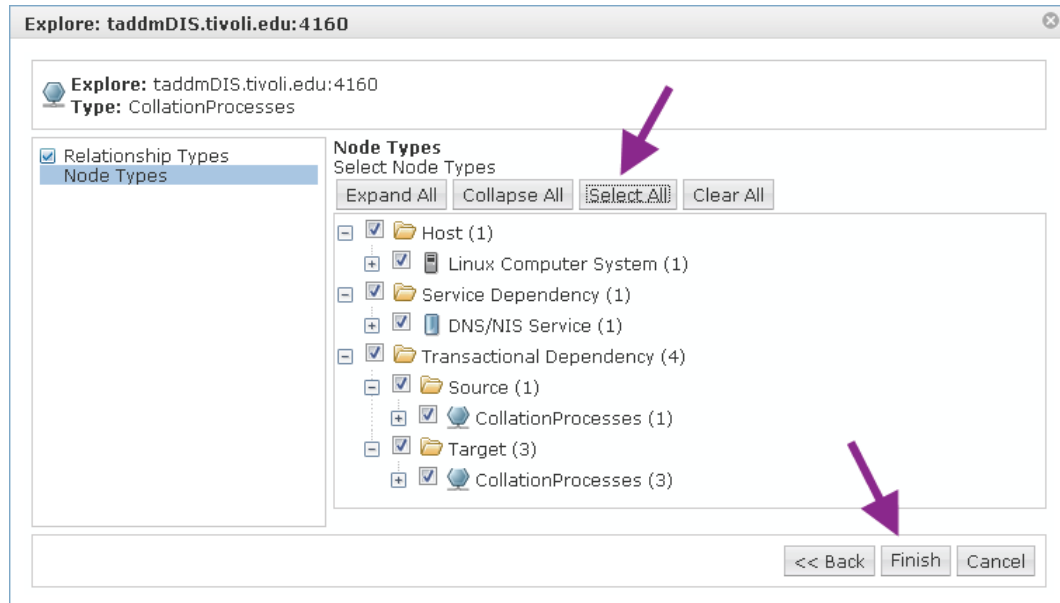 Explore: taddmDIS.tivoli.edu:4160
Explore: taddmDIS.tivoli.edu:4160
Type: CollationProcesses
Relationship Types
Node Types
Node Types
Select Node Types
Expand All Collapse All Select All Clear All
Host (1)
Linux Computer System (1)
Service Dependency (1)
DNS/NIS Service (1)
Transactional Dependency (4)
Source (1)
CollationProcesses (1)
Target (3)
CollationProcesses (3)
<< Back Finish Cancel